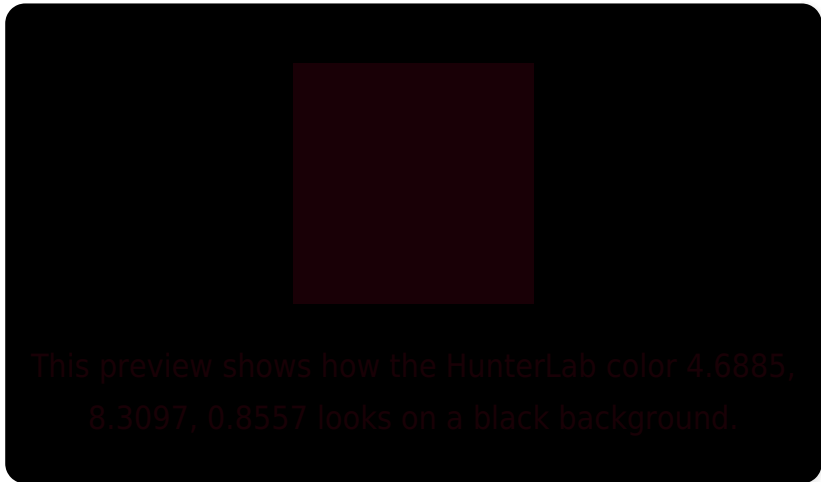 This preview shows how the HunterLab color 4.6885,
8.3097, 0.8557 looks on a black background.